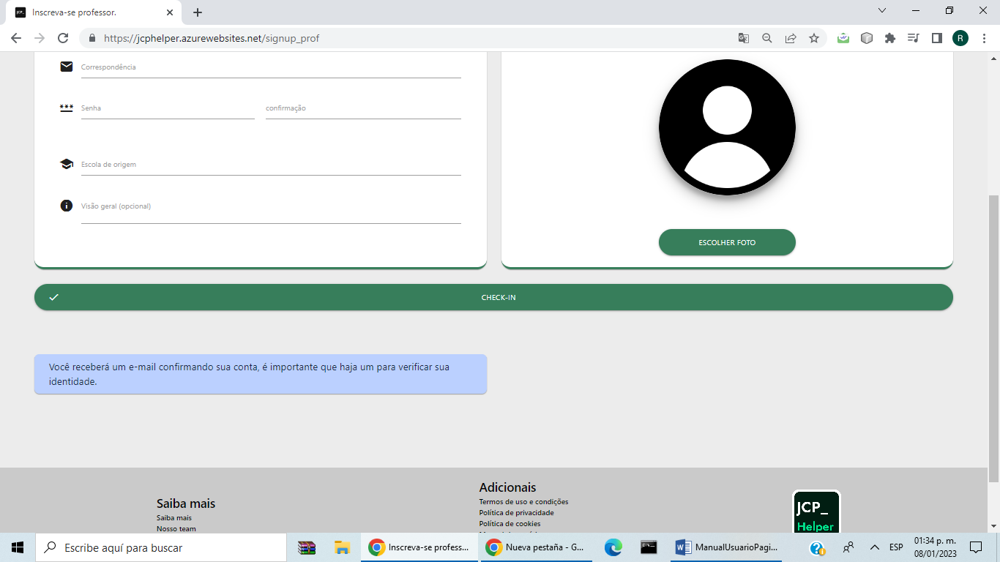 JCP_
Inscreva-se professor.
https://jcphelper.azurewebsites.net/signup_prof
R
Correspondência
***
Senha
confirmação
Escola de origem
Visão geral (opcional)
ESCOLHER FOTO
CHECK-IN
Você receberá um e-mail confirmando sua conta, é importante que haja um para verificar sua
identidade.
Saiba mais
Saiba mais
Nosso team
Adicionais
Termos de uso e condições
Política de privacidade
Política de cookies
JCP_
Helper
Escribe aquí para buscar
Inscreva-se profess...
Nueva pestaña - G...
ManualUsuarioPagi...
ESP
01:34 p. m.
08/01/2023